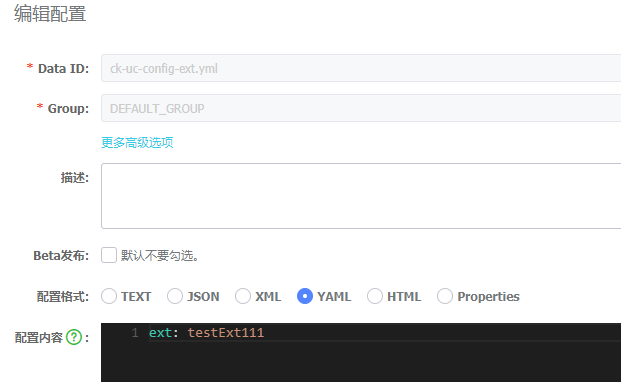 编辑配置
* Data ID: ck-uc-config-ext.yml
* Group: DEFAULT_GROUP
更多高级选项
描述:
Beta发布: 默认不要勾选。
配置格式: TEXT JSON XML YAML HTML Properties
配置内容 ? : 1 ext: testExt111